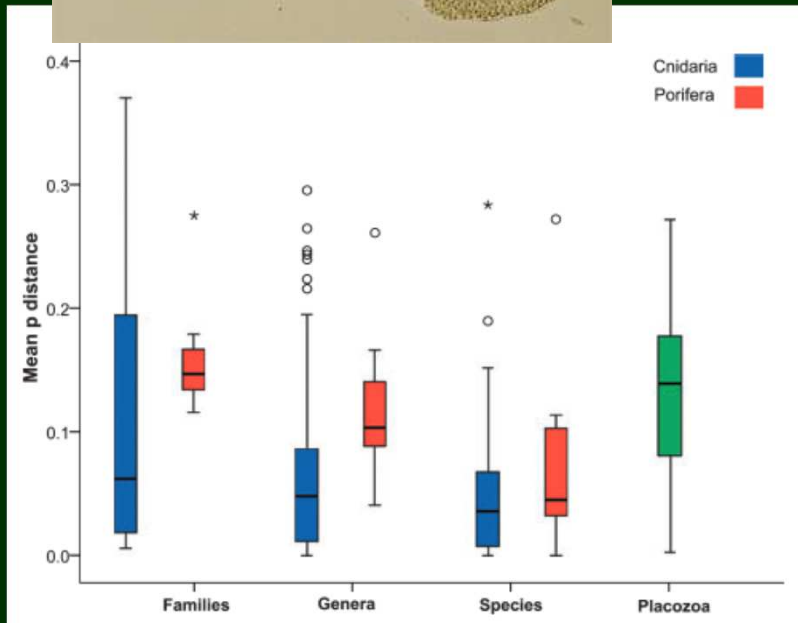 Cnidaria
Porifera
Mean p distance
0.4
0.3
0.2
0.1
0.0
Families Genera Species Placozoa